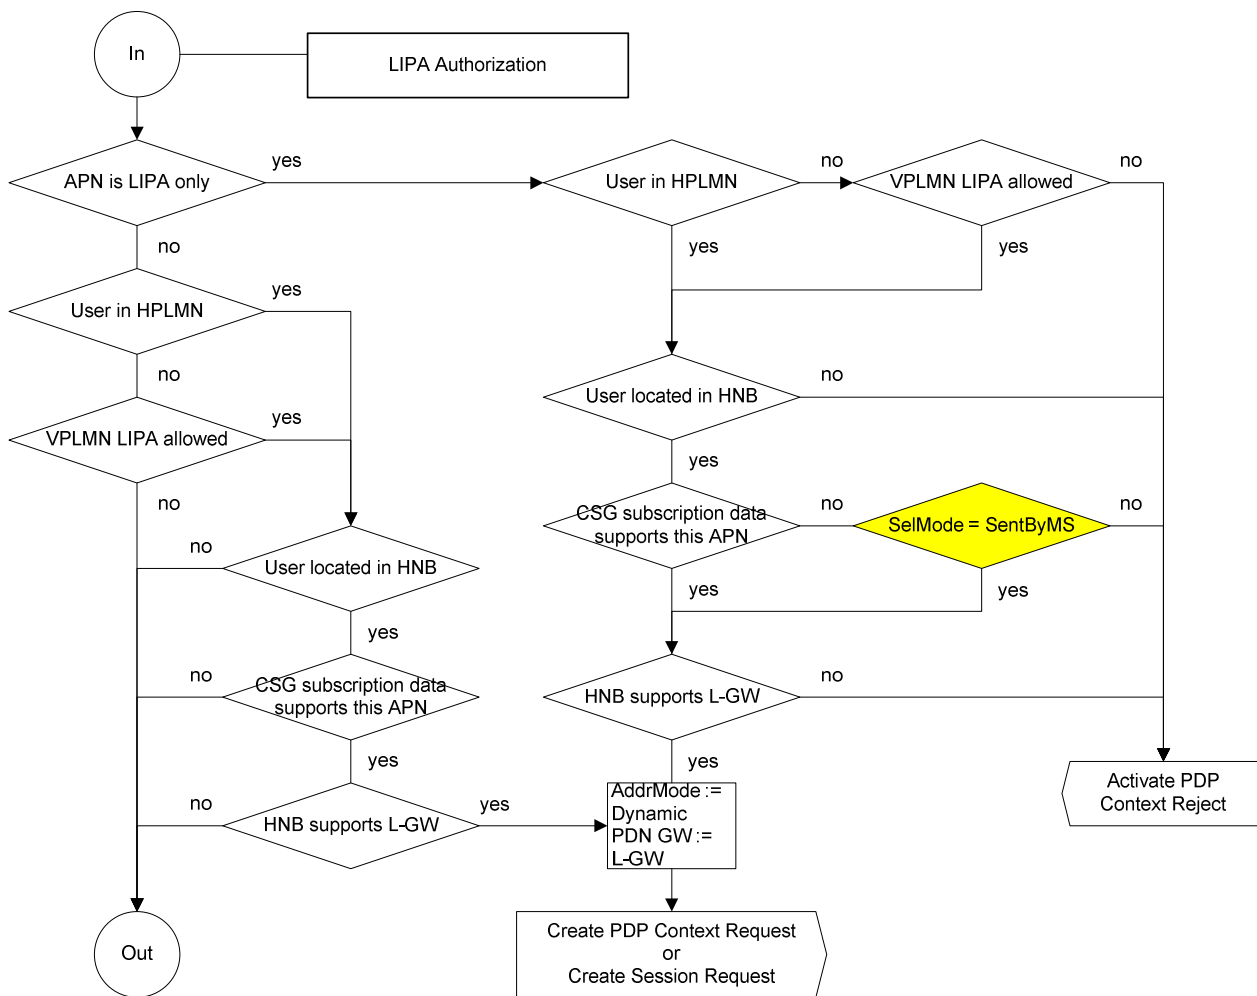 In
LIPA Authorization
APN is LIPA only
yes
User in HPLMN
no
VPLMN LIPA allowed
no
no
yes
yes
User in HPLMN
yes
no
User located in HNB
no
VPLMN LIPA allowed
yes
yes
no
CSG subscription data
supports this APN
no
SelMode = SentByMS
no
no
User located in HNB
yes
yes
yes
no
CSG subscription data
supports this APN
HNB supports L-GW
no
yes
yes
no
HNB supports L-GW
yes
AddrMode :=
Dynamic
PDN GW :=
L-GW
Activate PDP
Context Reject
Out
Create PDP Context Request
or
Create Session Request